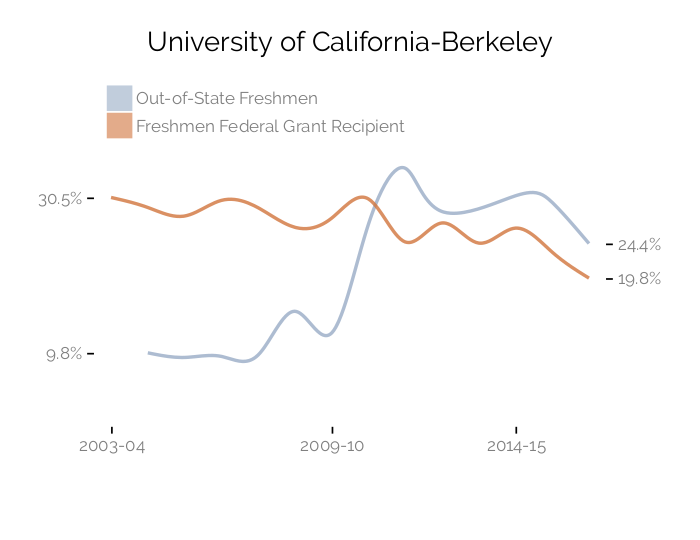 University of California-Berkeley
Out-of-State Freshmen
Freshmen Federal Grant Recipient
30.5%
24.4%
19.8%
9.8%
2003-04 2009-10 2014-15